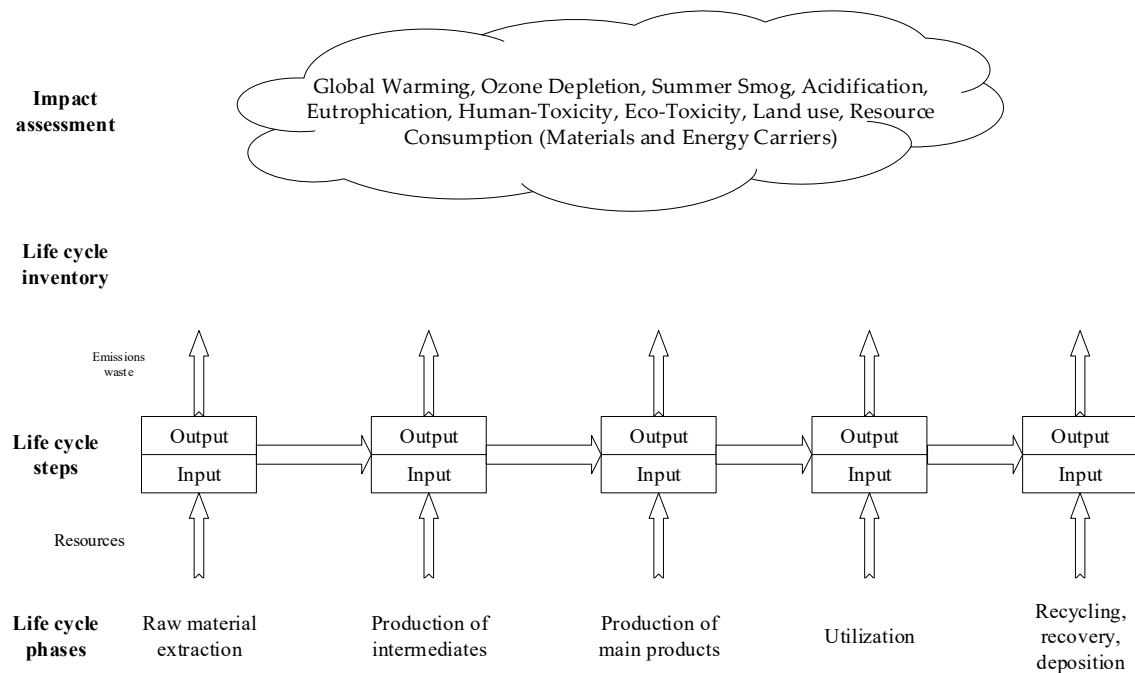 Impact
assessment
Global Warming, Ozone Depletion, Summer Smog, Acidification,
Eutrophication, Human-Toxicity, Eco-Toxicity, Land use, Resource
Consumption (Materials and Energy Carriers)
Life cycle
inventory
Emissions
waste
Life cycle
steps
Output
Input
Output
Input
Output
Input
Output
Input
Output
Input
Resources
Life cycle
phases
Raw material
extraction
Production of
intermediates
Production of
main products
Utilization
Recycling,
recovery,
deposition